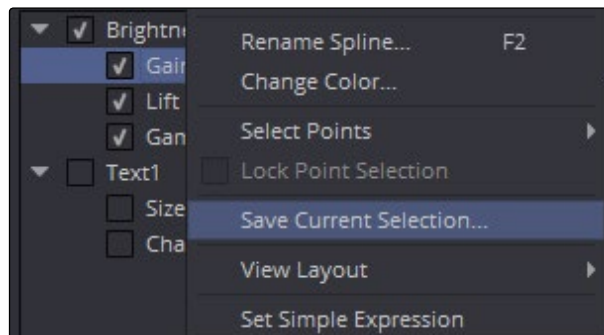 Brightn
Rename Spline... F2
Gair
Change Color...
Lift
Select Points
Gan
Text1
Lock Point Selection
Size
Save Current Selection...
Cha
View Layout
Set Simple Expression